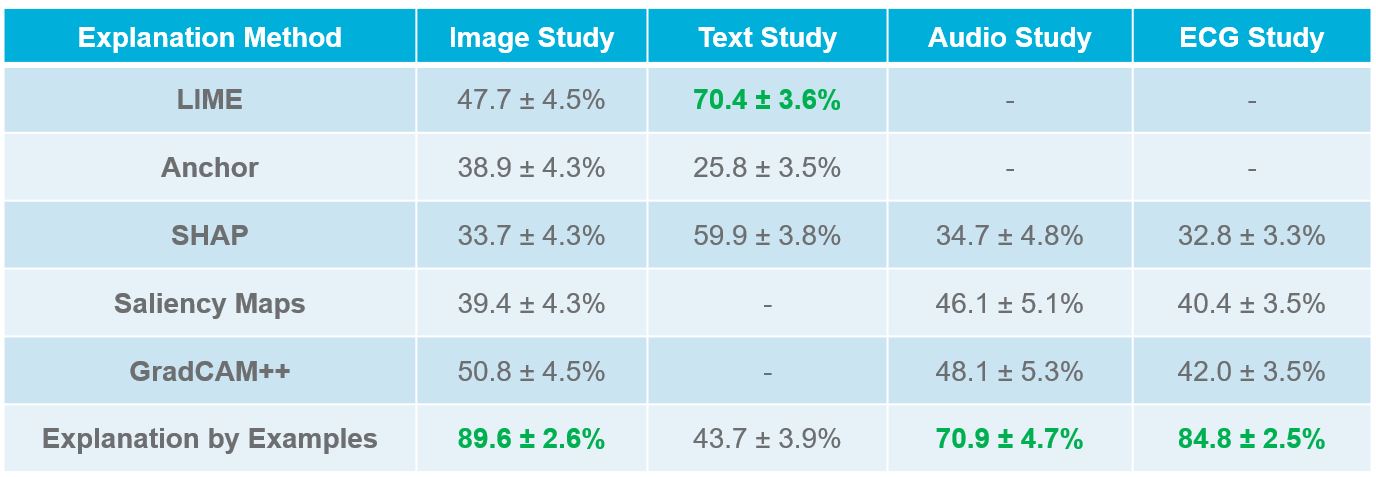 Explanation Method Image Study Text Study Audio Study ECG Study
LIME 47.7 ± 4.5% 70.4 ± 3.6% - -
Anchor 38.9 ± 4.3% 25.8 ± 3.5% - -
SHAP 33.7 ± 4.3% 59.9 ± 3.8% 34.7 ± 4.8% 32.8 ± 3.3%
Saliency Maps 39.4 ± 4.3% - 46.1 ± 5.1% 40.4 ± 3.5%
GradCAM++ 50.8 ± 4.5% - 48.1 ± 5.3% 42.0 ± 3.5%
Explanation by Examples 89.6 ± 2.6% 43.7 ± 3.9% 70.9 ± 4.7% 84.8 ± 2.5%